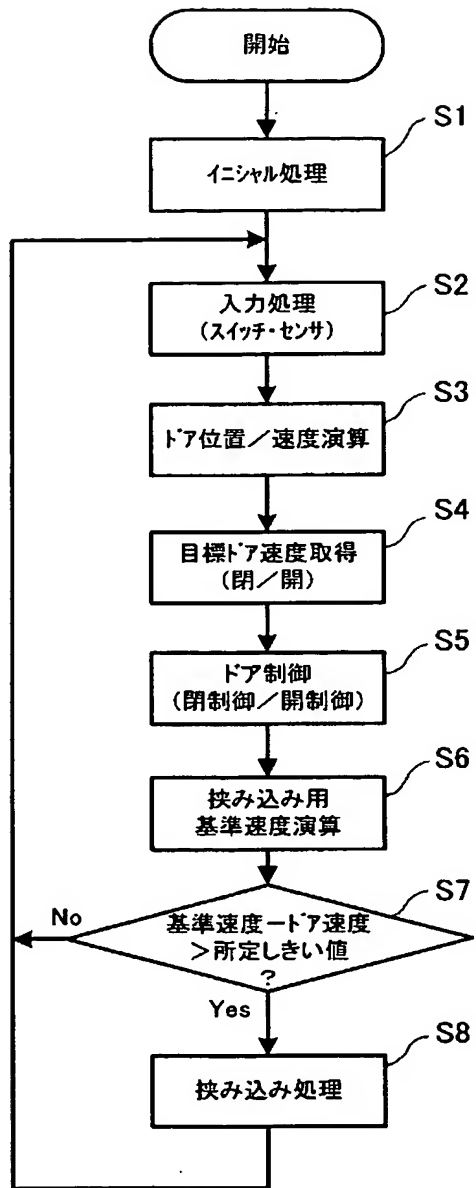 開始
S1
イニシャル処理
S2
入力処理
(スイッチ・センサ)
S3
ドア位置／速度演算
S4
目標ドア速度取得
(閉／開)
S5
ドア制御
(閉制御／開制御)
S6
挟み込み用
基準速度演算
S7
No
基準速度ードア速度
＞所定しきい値
?
Yes
S8
挟み込み処理